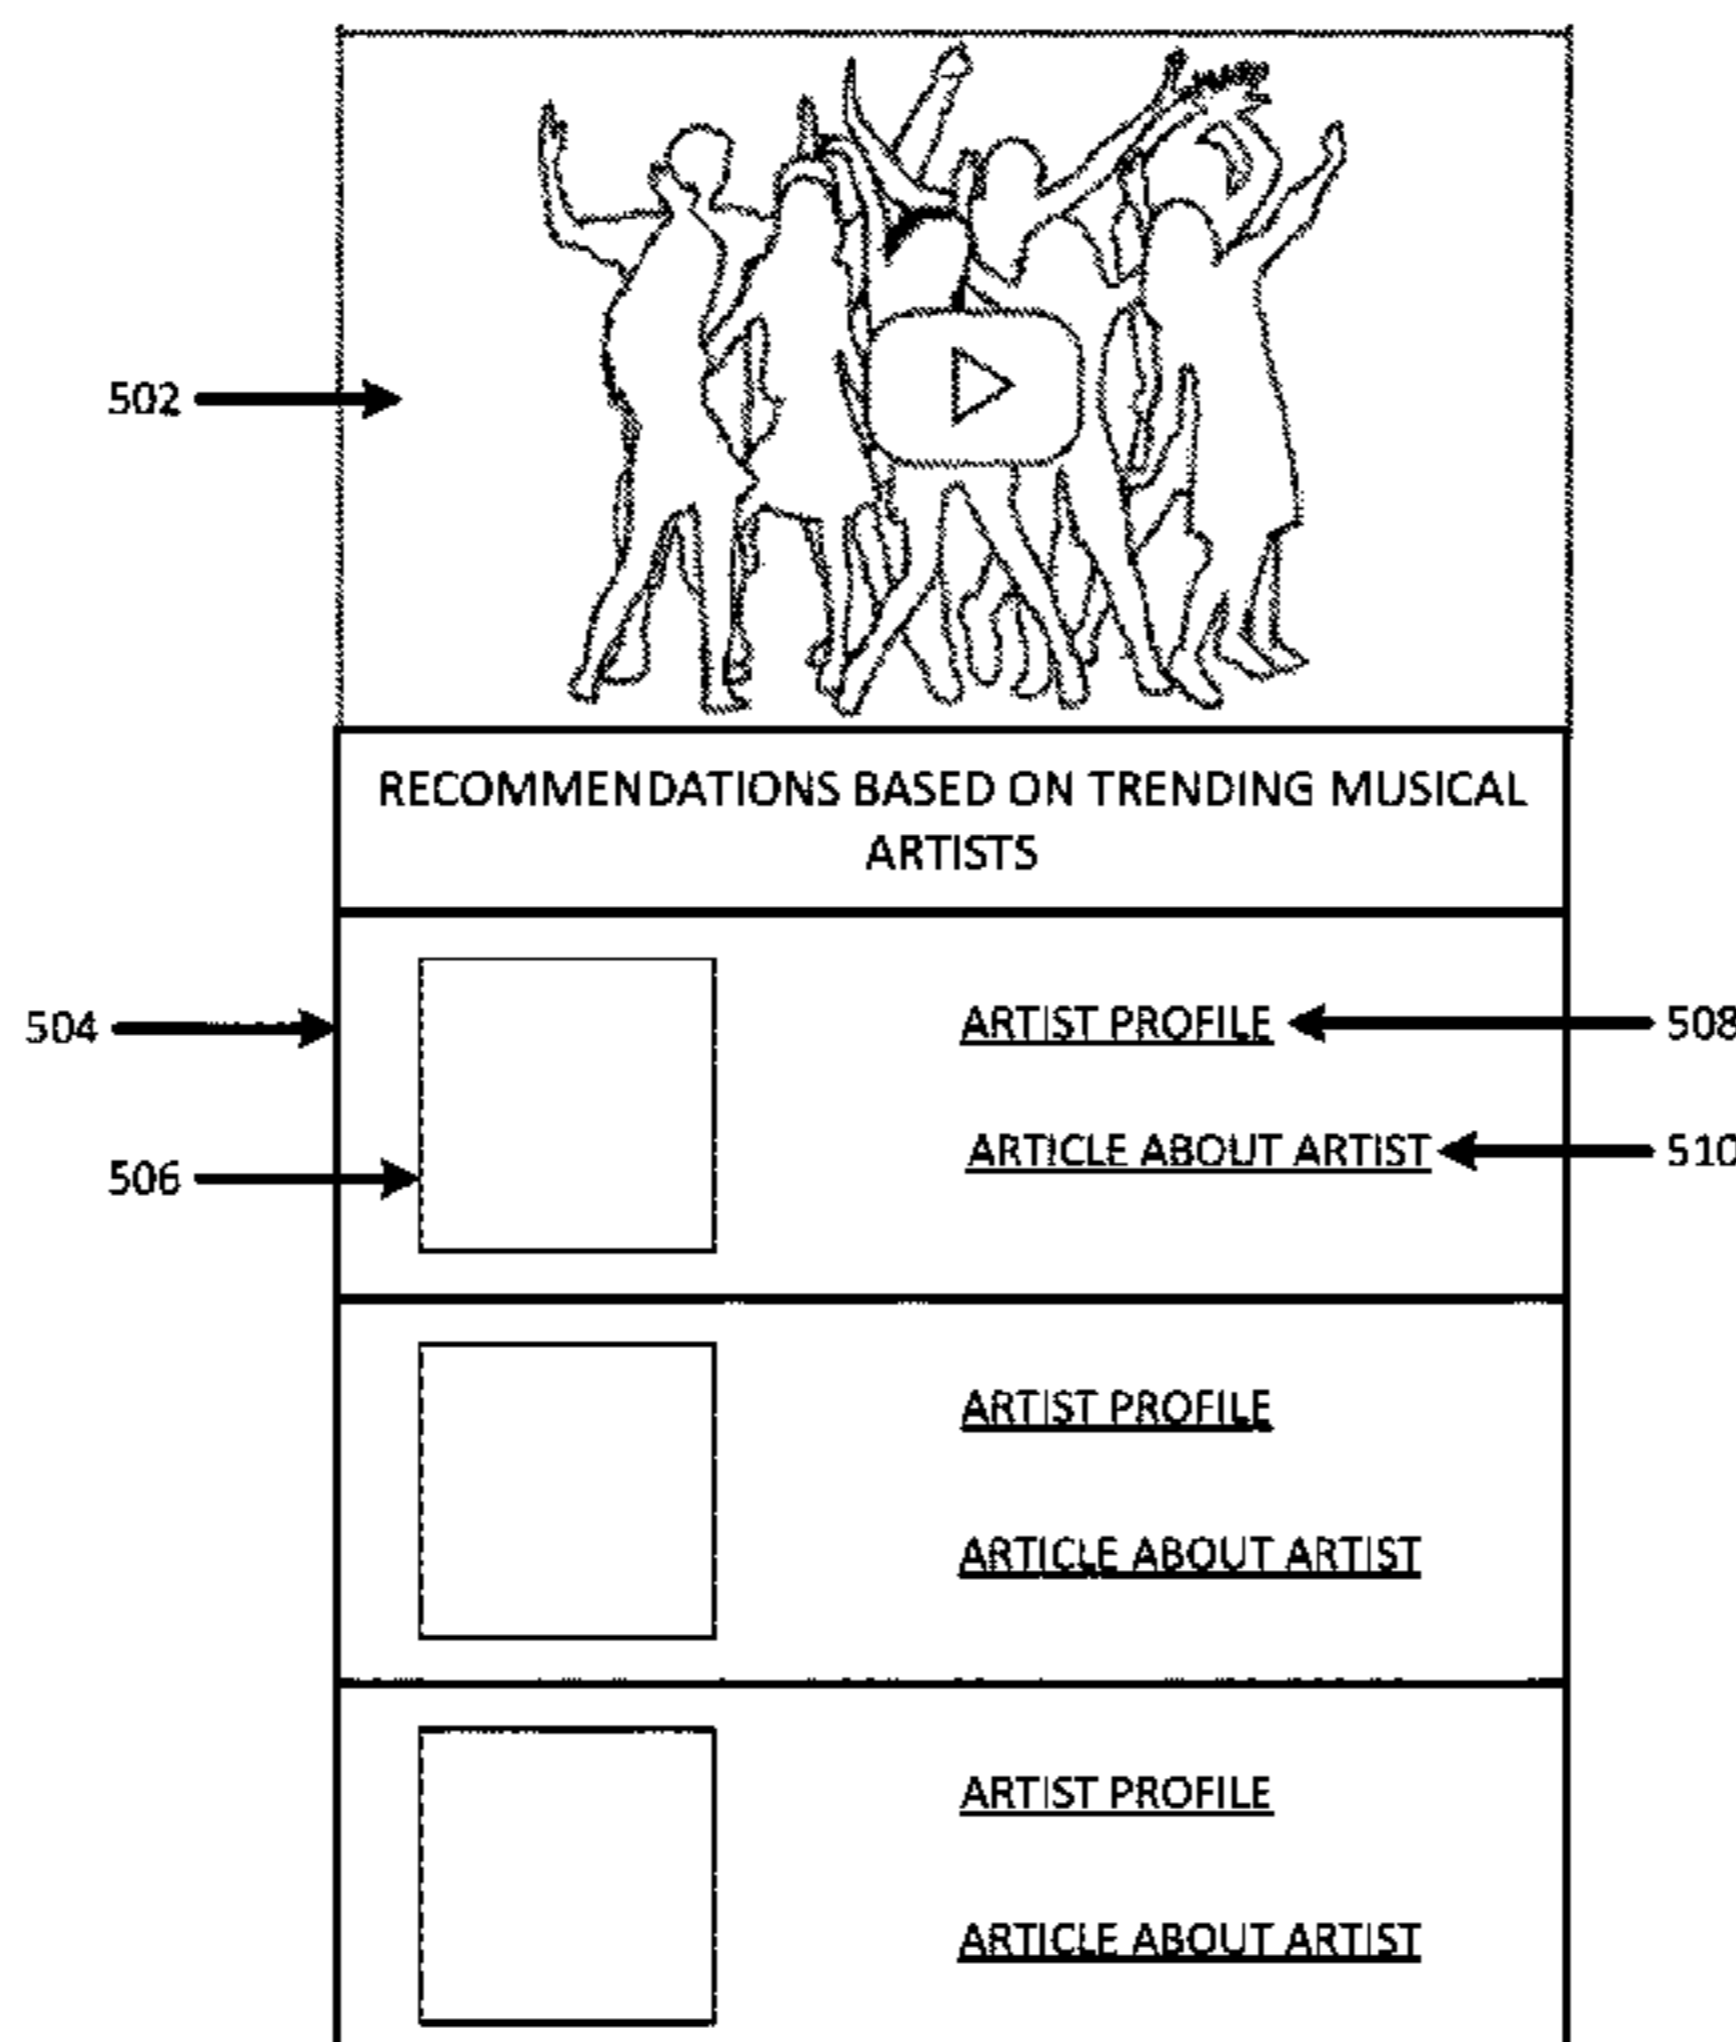 502
RECOMMENDATIONS BASED ON TRENDING MUSICAL
ARTISTS
504
ARTIST PROFILE
508
506
ARTICLE ABOUT ARTIST
510
ARTIST PROFILE
ARTICLE ABOUT ARTIST
ARTIST PROFILE
ARTICLE ABOUT ARTIST